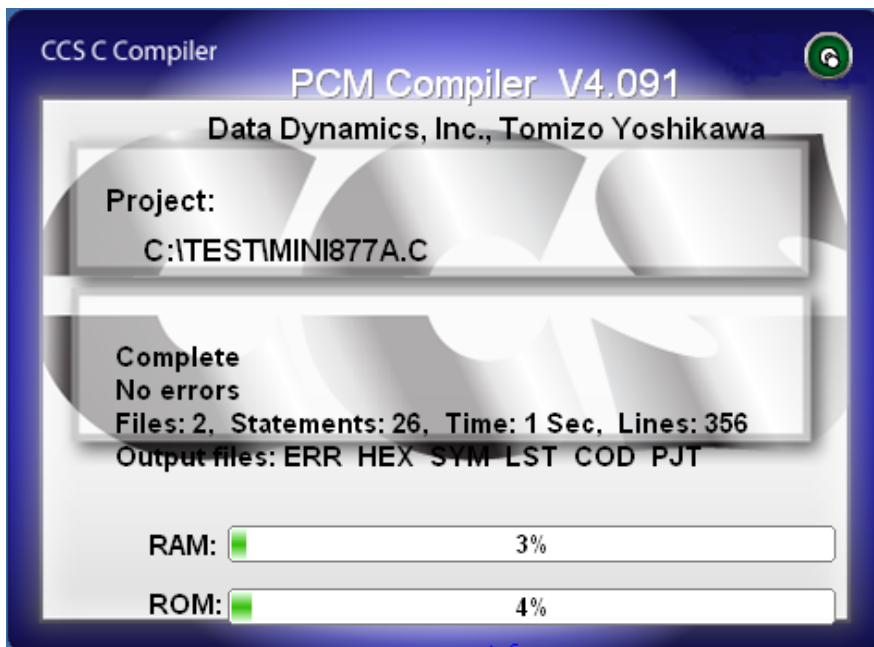 CCS C Compiler
PCM Compiler V4.091
Data Dynamics, Inc., Tomizo Yoshikawa
Project:
C:\TEST\MINI877A.C
Complete
No errors
Files: 2, Statements: 26, Time: 1 Sec, Lines: 356
Output files: ERR HEX SYM LST COD PJT
RAM: 3%
ROM: 4%